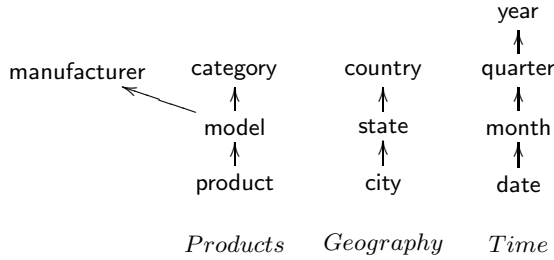 year
manufacturer category country quarter
model state month
product city date
Products Geography Time